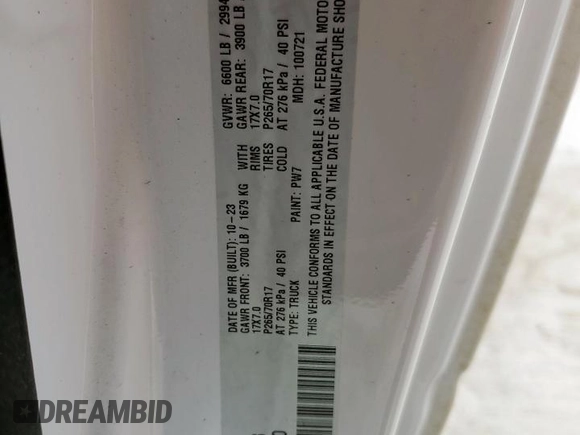 DATE OF MFR (BUILT): 10-23 GVWR: 6600 LB / 2994
GAWR FRONT: 3700 LB / 1679 KG WITH GAWR REAR: 3900 LB
17X7.0 RIMS 17X7.0
P265/70R17 TIRES P265/70R17
AT 276 kPa / 40 PSI COLD AT 276 kPa / 40 PSI
TYPE: TRUCK PAINT: PW7 MDH: 100721
THIS VEHICLE CONFORMS TO ALL APPLICABLE U.S.A. FEDERAL MOTO
STANDARDS IN EFFECT ON THE DATE OF MANUFACTURE SHO
DREAMBID